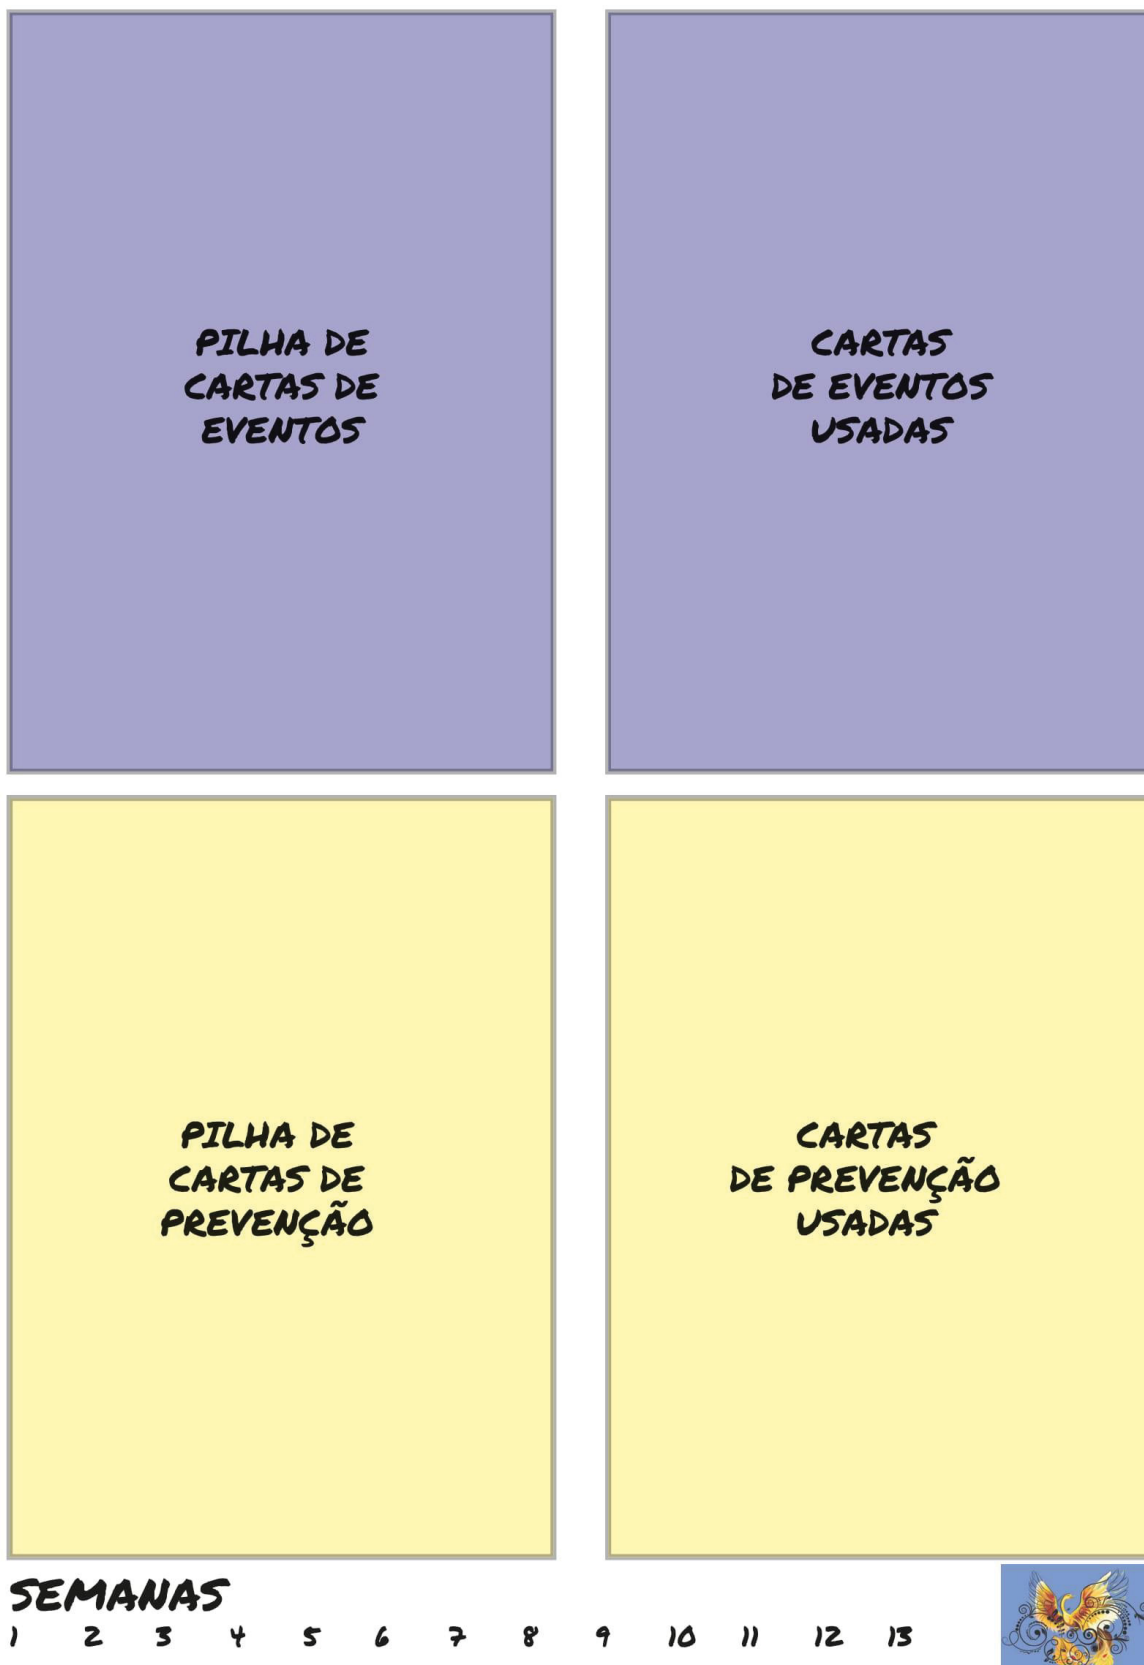 PILHA DE
CARTAS DE
EVENTOS
CARTAS
DE EVENTOS
USADAS
PILHA DE
CARTAS DE
PREVENÇÃO
CARTAS
DE PREVENÇÃO
USADAS
SEMANAS
1 2 3 4 5 6 7 8 9 10 11 12 13